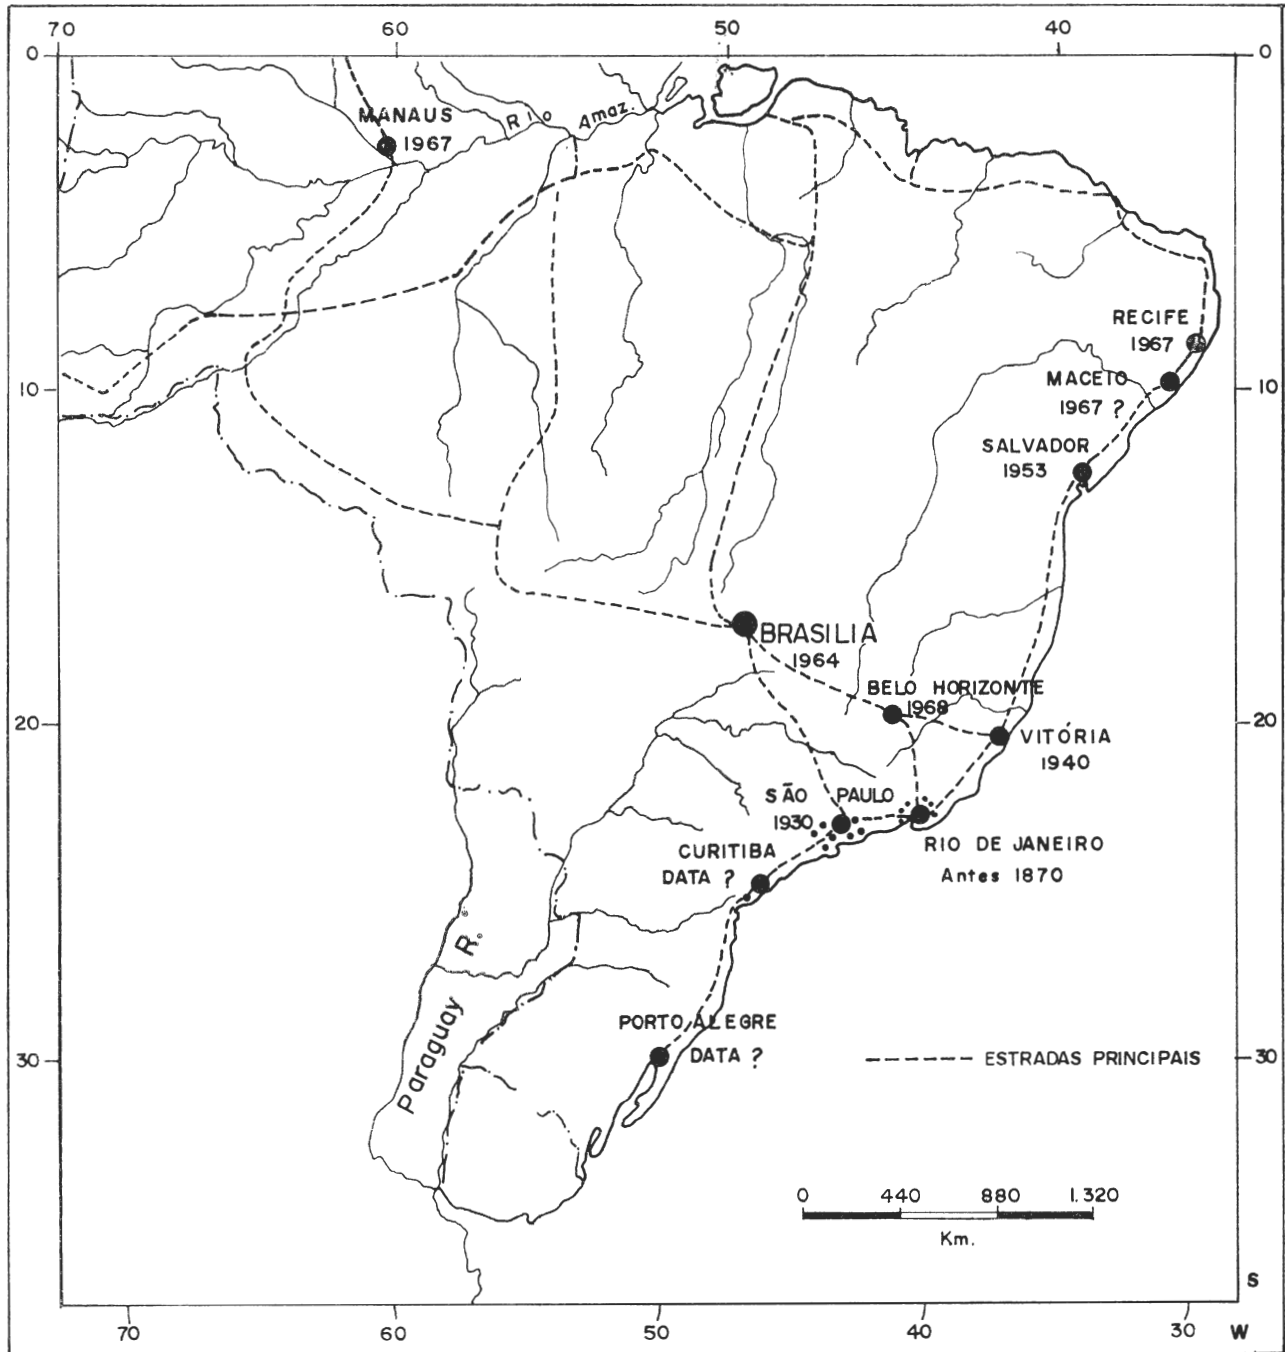 70 60 50 40
0 0
MANAUS
1967
Rio Amaz.
RECIFE
1967
10 10
MACEIO
1967 ?
SALVADOR
1953
BRASILIA
1964
BELO HORIZONTE
1968
20 20
VITÓRIA
1940
SÃO PAULO
1930
RIO DE JANEIRO
Antes 1870
CURITIBA
DATA ?
Paraguay R.
PORTO ALEGRE
DATA ?
30 30
ESTRADAS PRINCIPAIS
0 440 880 1.320
Km.
S
70 60 50 40 30 W